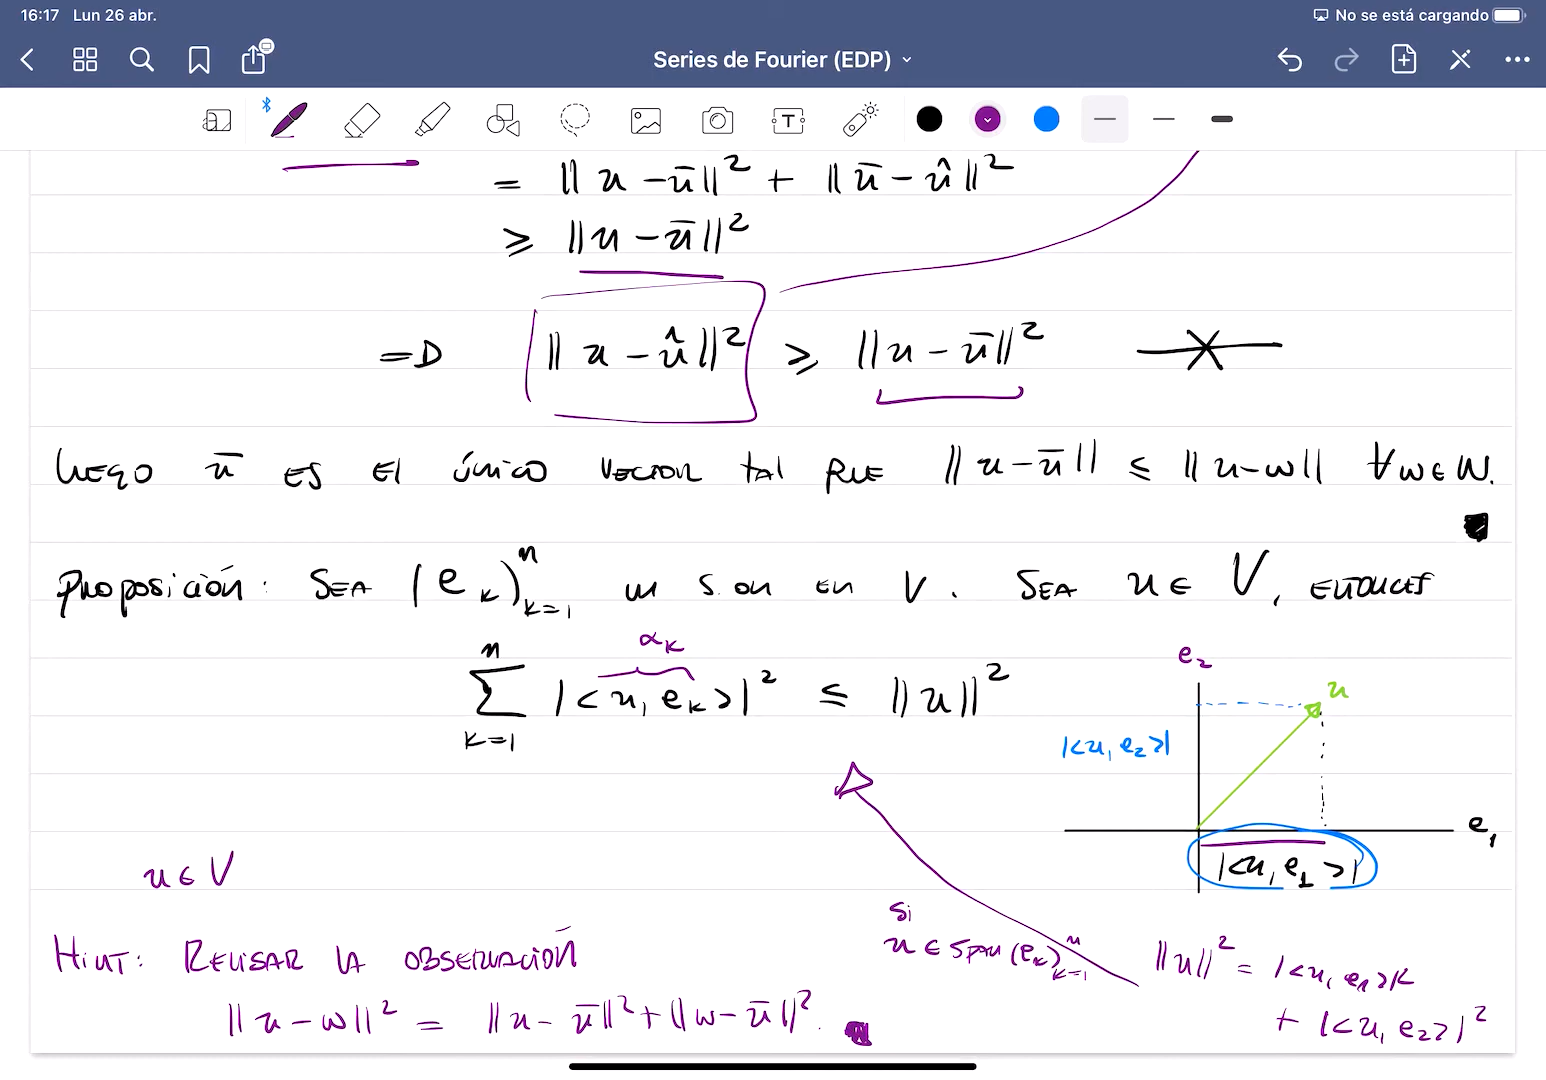 16:17 Lun 26 abr.
No se está cargando
Series de Fourier (EDP)
= ‖u - ū‖² + ‖ū - û‖²
≥ ‖u - ū‖²
=D ‖u - û‖² ≥ ‖u - ū‖²
LUEGO ū ES El único VECTOR tal QUE ‖u - ū‖ ≤ ‖u - w‖ ∀w∈W.
Proposición: SEA (e_k)ⁿ_{k=1} un s.on en V. SEA u∈V, ENTONCES
α_k
∑_{k=1}^{n} |<u, e_k>|² ≤ ‖u‖²
e₂
u
|<u, e₂>|
e₁
|<u, e₁>|
u∈V
Si
u∈Span(e_k)ⁿ_{k=1}
‖u‖² = |<u, e₁>|²
+ |<u, e₂>|²
HiNT: REVISAR LA OBSERVACIÓN
‖u - w‖² = ‖u - ū‖² + ‖w - ū‖².